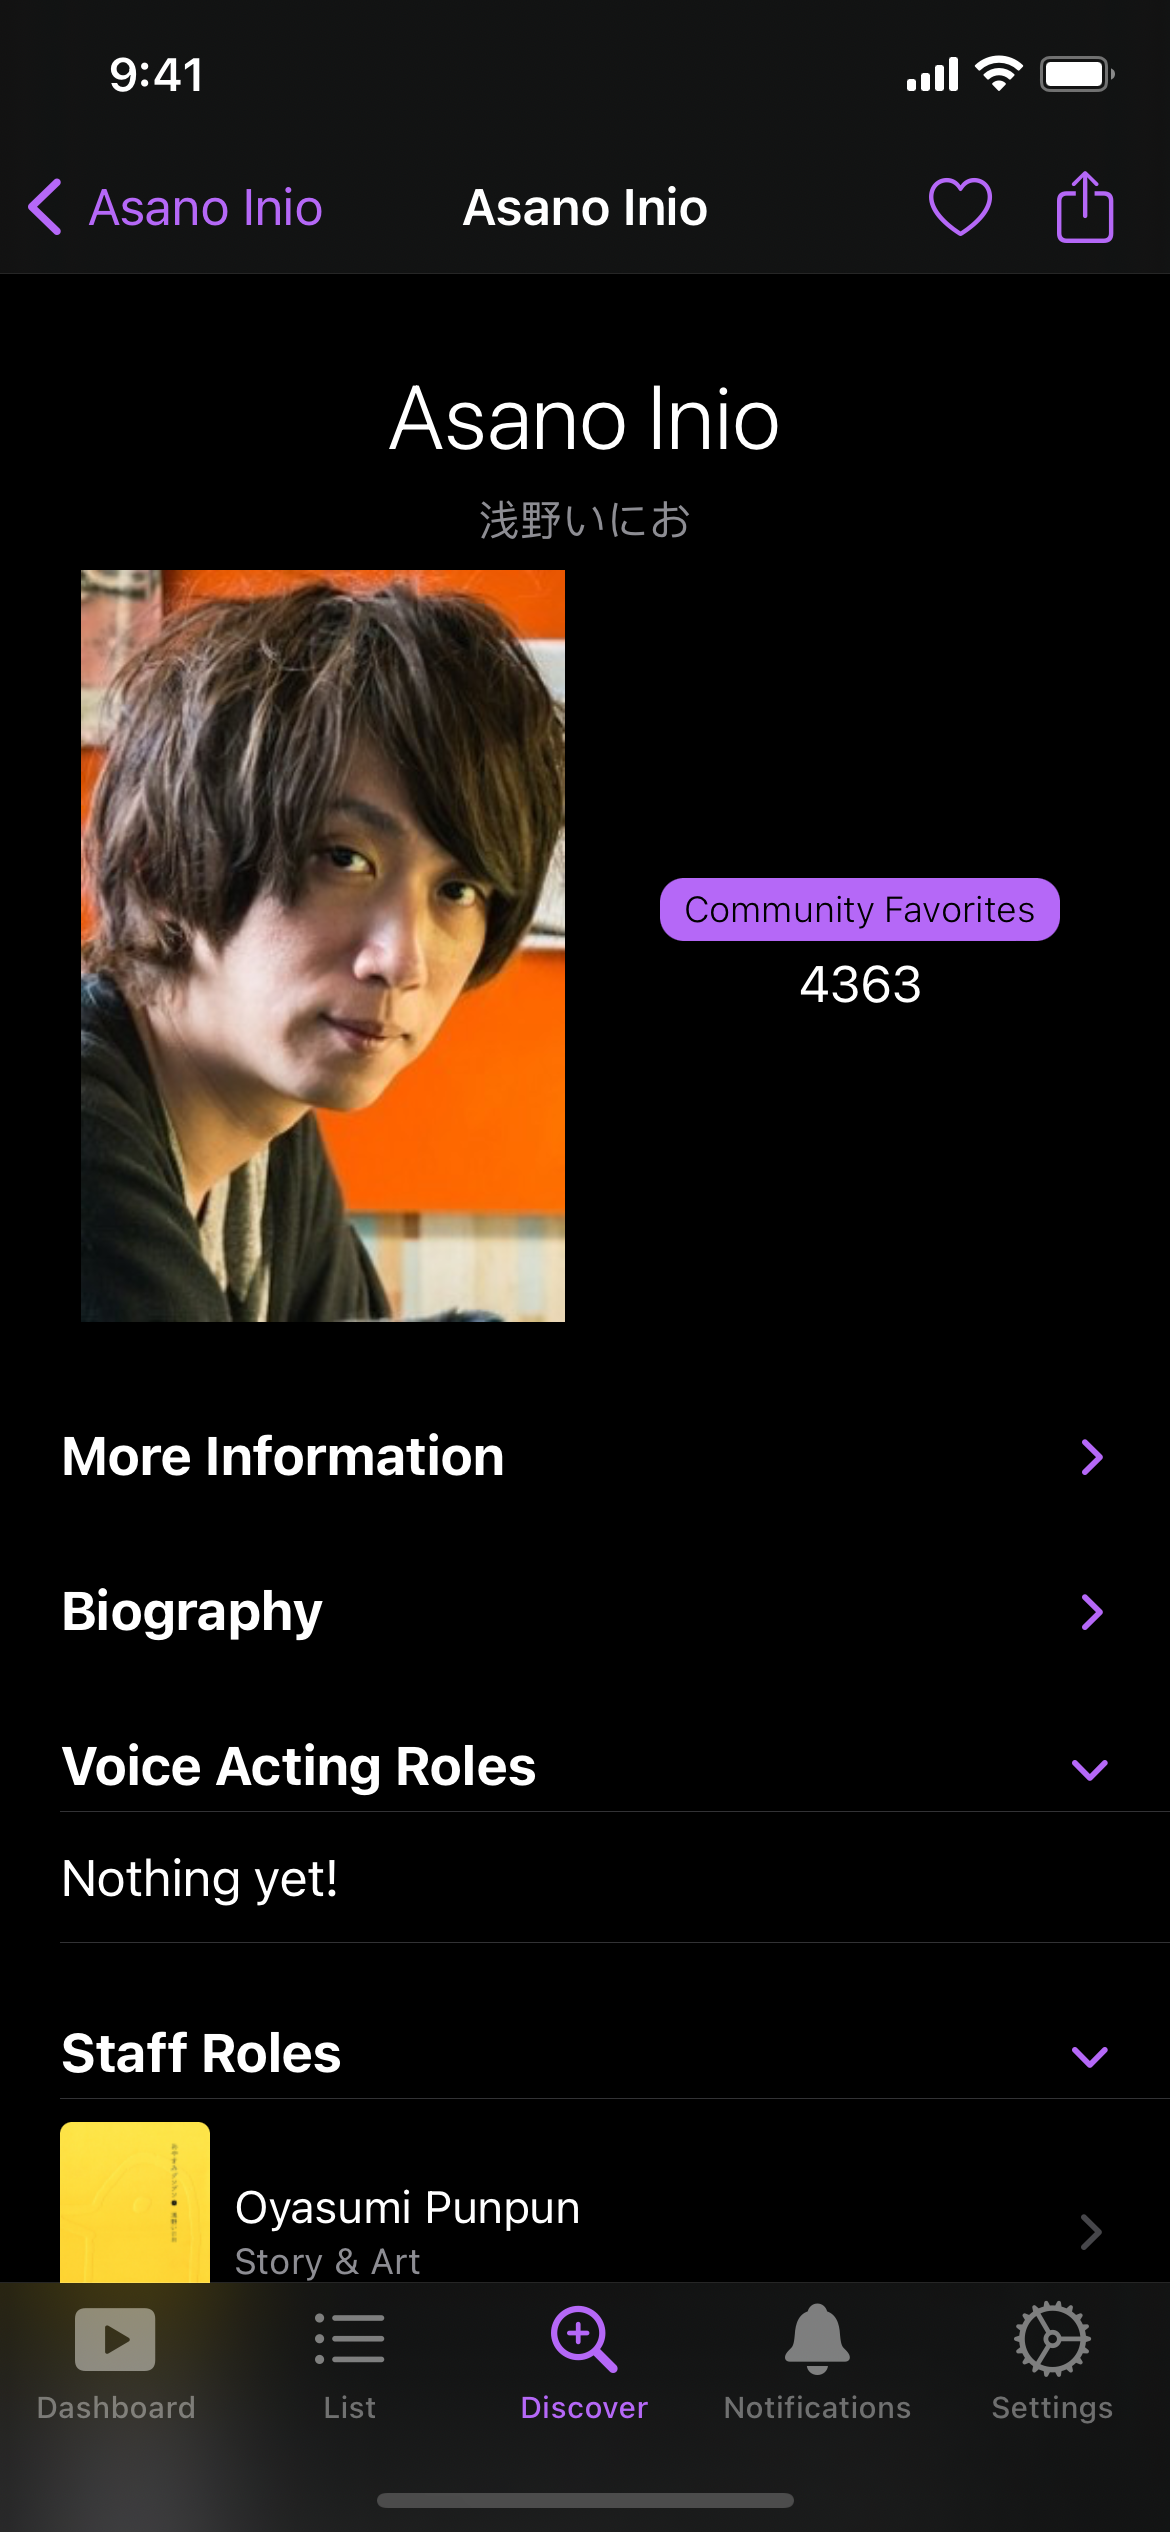 9:41
Asano Inio
Asano Inio
Asano Inio
浅野いにお
Community Favorites
4363
More Information
Biography
Voice Acting Roles
Nothing yet!
Staff Roles
Oyasumi Punpun
Story & Art
Dashboard
List
Discover
Notifications
Settings